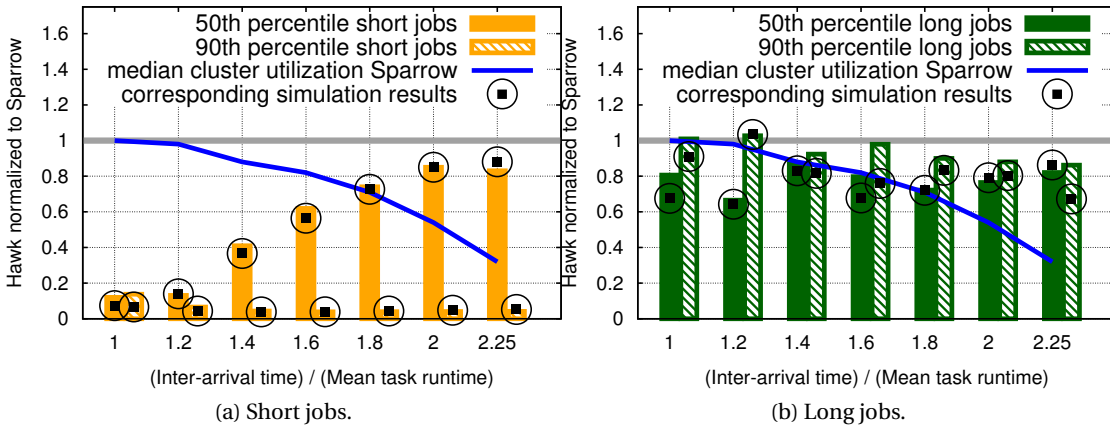 Hawk normalized to Sparrow
1.6
1.4
1.2
1
0.8
0.6
0.4
0.2
0
50th percentile short jobs
90th percentile short jobs
median cluster utilization Sparrow
corresponding simulation results
1 1.2 1.4 1.6 1.8 2 2.25
(Inter-arrival time) / (Mean task runtime)
(a) Short jobs.
Hawk normalized to Sparrow
1.6
1.4
1.2
1
0.8
0.6
0.4
0.2
0
50th percentile long jobs
90th percentile long jobs
median cluster utilization Sparrow
corresponding simulation results
1 1.2 1.4 1.6 1.8 2 2.25
(Inter-arrival time) / (Mean task runtime)
(b) Long jobs.